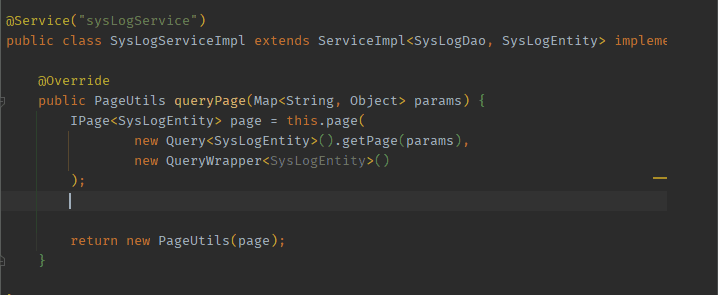 @Service("sysLogService")
public class SysLogServiceImpl extends ServiceImpl<SysLogDao, SysLogEntity> impleme
@Override
public PageUtils queryPage(Map<String, Object> params) {
IPage<SysLogEntity> page = this.page(
new Query<SysLogEntity>().getPage(params),
new QueryWrapper<SysLogEntity>()
);
return new PageUtils(page);
}